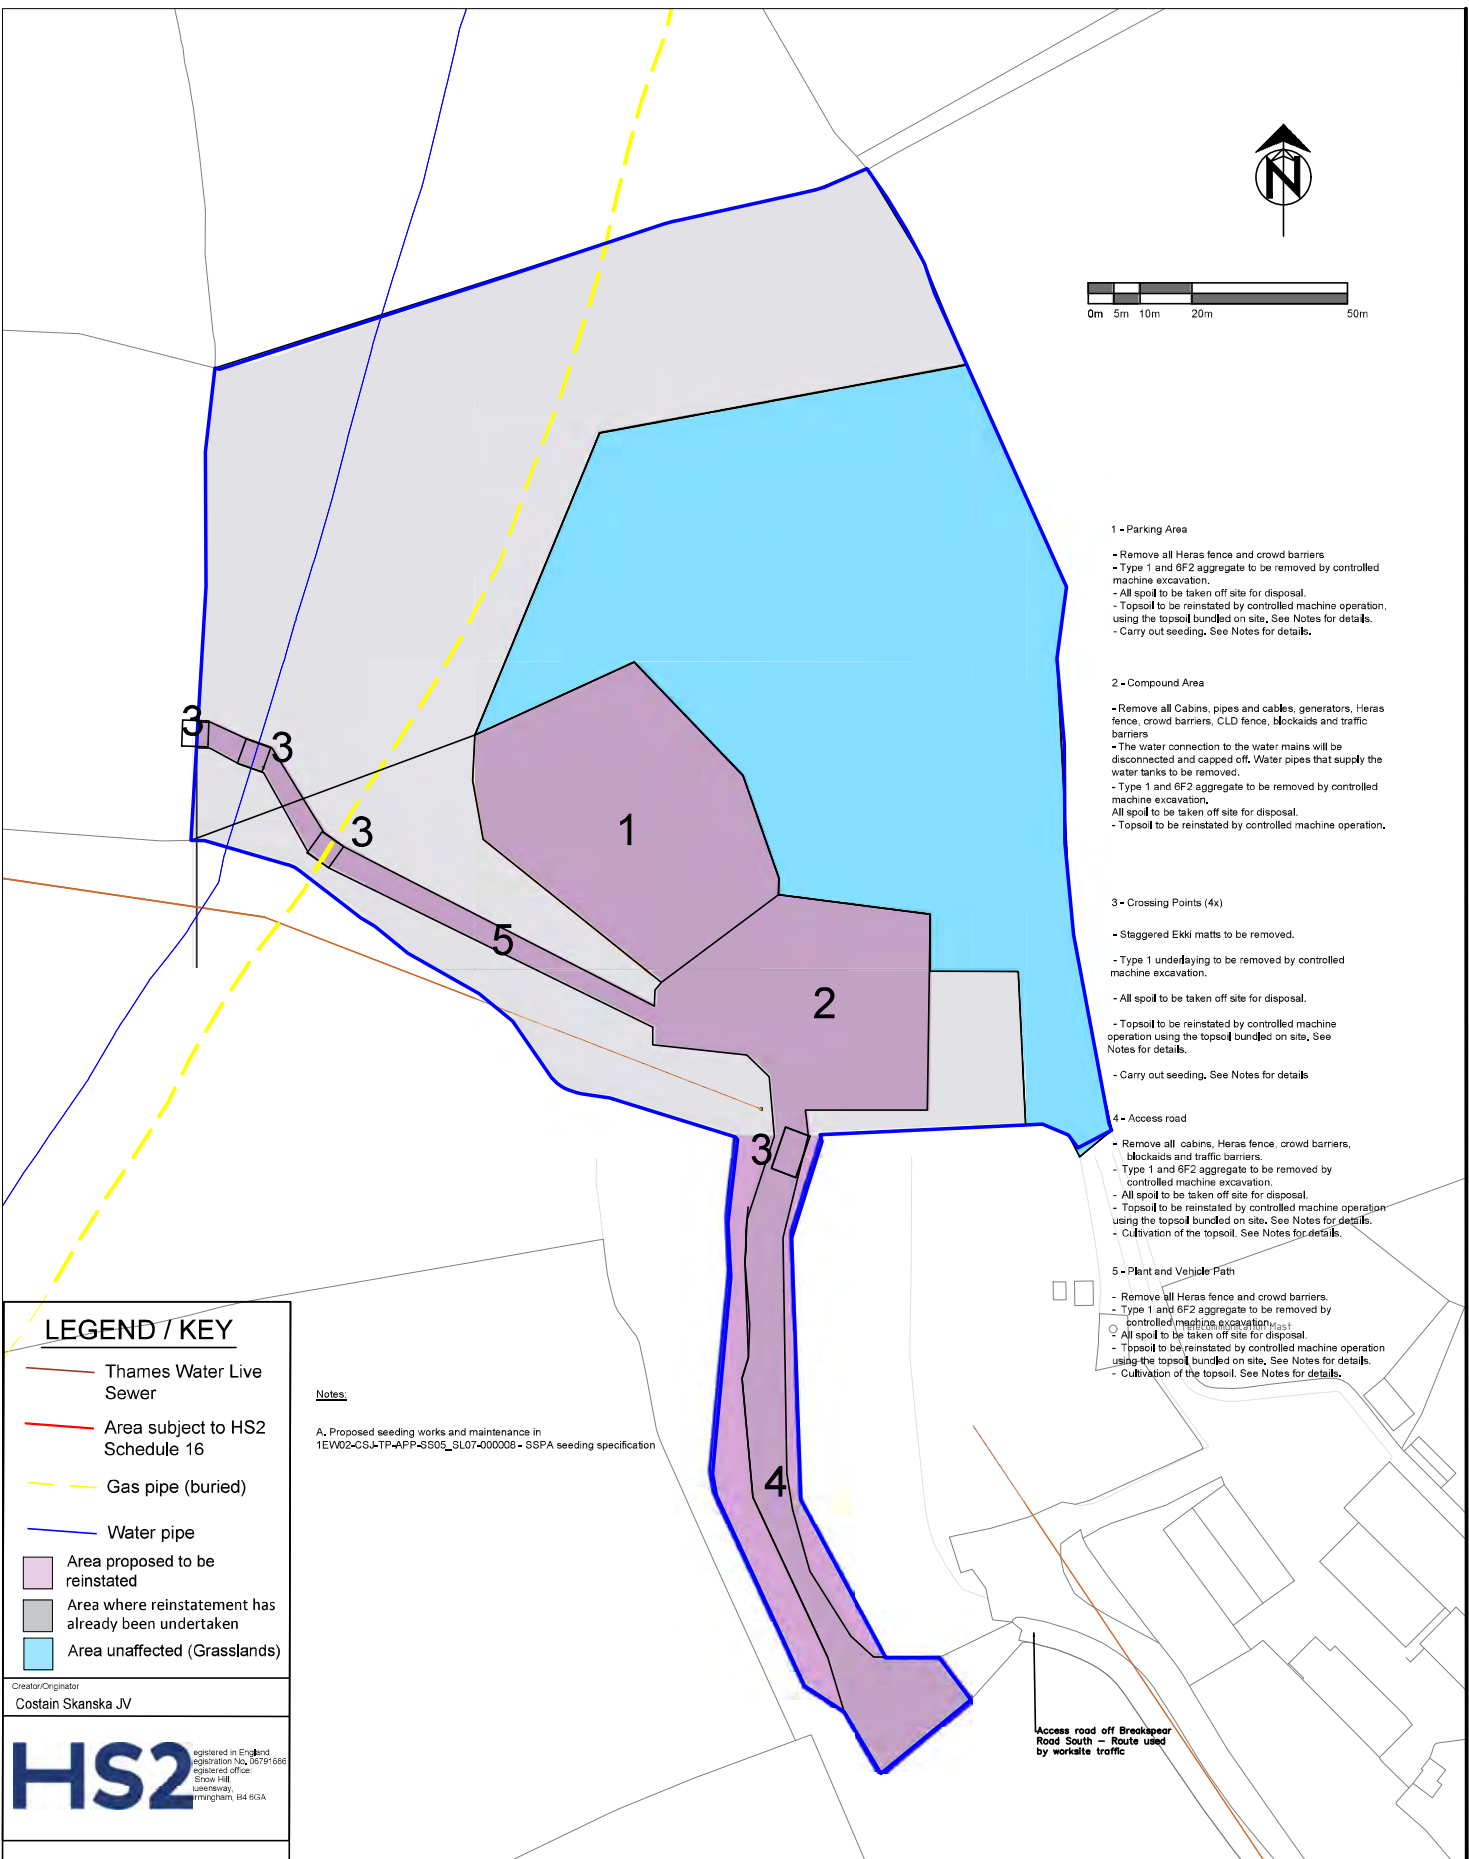 N
0m 5m 10m 20m 50m
1 - Parking Area
- Remove all Heras fence and crowd barriers
- Type 1 and 6F2 aggregate to be removed by controlled
machine excavation.
- All spoil to be taken off site for disposal.
- Topsoil to be reinstated by controlled machine operation,
using the topsoil bundled on site. See Notes for details.
- Carry out seeding. See Notes for details.
2 - Compound Area
- Remove all Cabins, pipes and cables, generators, Heras
fence, crowd barriers, CLD fence, blockaids and traffic
barriers
- The water connection to the water mains will be
disconnected and capped off. Water pipes that supply the
water tanks to be removed.
- Type 1 and 6F2 aggregate to be removed by controlled
machine excavation.
All spoil to be taken off site for disposal.
- Topsoil to be reinstated by controlled machine operation.
3 - Crossing Points (4x)
- Staggered Ekki matts to be removed.
- Type 1 underlaying to be removed by controlled
machine excavation.
- All spoil to be taken off site for disposal.
- Topsoil to be reinstated by controlled machine
operation using the topsoil bundled on site. See
Notes for details.
- Carry out seeding. See Notes for details
4 - Access road
- Remove all cabins, Heras fence, crowd barriers,
blockaids and traffic barriers.
- Type 1 and 6F2 aggregate to be removed by
controlled machine excavation.
- All spoil to be taken off site for disposal.
- Topsoil to be reinstated by controlled machine operation
using the topsoil bundled on site. See Notes for details.
- Cultivation of the topsoil. See Notes for details.
5 - Plant and Vehicle Path
- Remove all Heras fence and crowd barriers.
- Type 1 and 6F2 aggregate to be removed by
controlled machine excavation.
Telecommunication Mast
- All spoil to be taken off site for disposal.
- Topsoil to be reinstated by controlled machine operation
using the topsoil bundled on site. See Notes for details.
- Cultivation of the topsoil. See Notes for details.
3
3
3
1
5
2
3
4
LEGEND / KEY
Thames Water Live
Sewer
Area subject to HS2
Schedule 16
Gas pipe (buried)
Water pipe
Area proposed to be
reinstated
Area where reinstatement has
already been undertaken
Area unaffected (Grasslands)
Creator/Originator
Costain Skanska JV
HS2
egistered in England
egistration No. 06791686
egistered office:
Snow Hill,
ueensway,
rmingham, B4 6GA
Notes:
A. Proposed seeding works and maintenance in
1EW02-CSJ-TP-APP-SS05_SL07-000008 - SSPA seeding specification
Access road off Breakspear
Road South – Route used
by worksite traffic